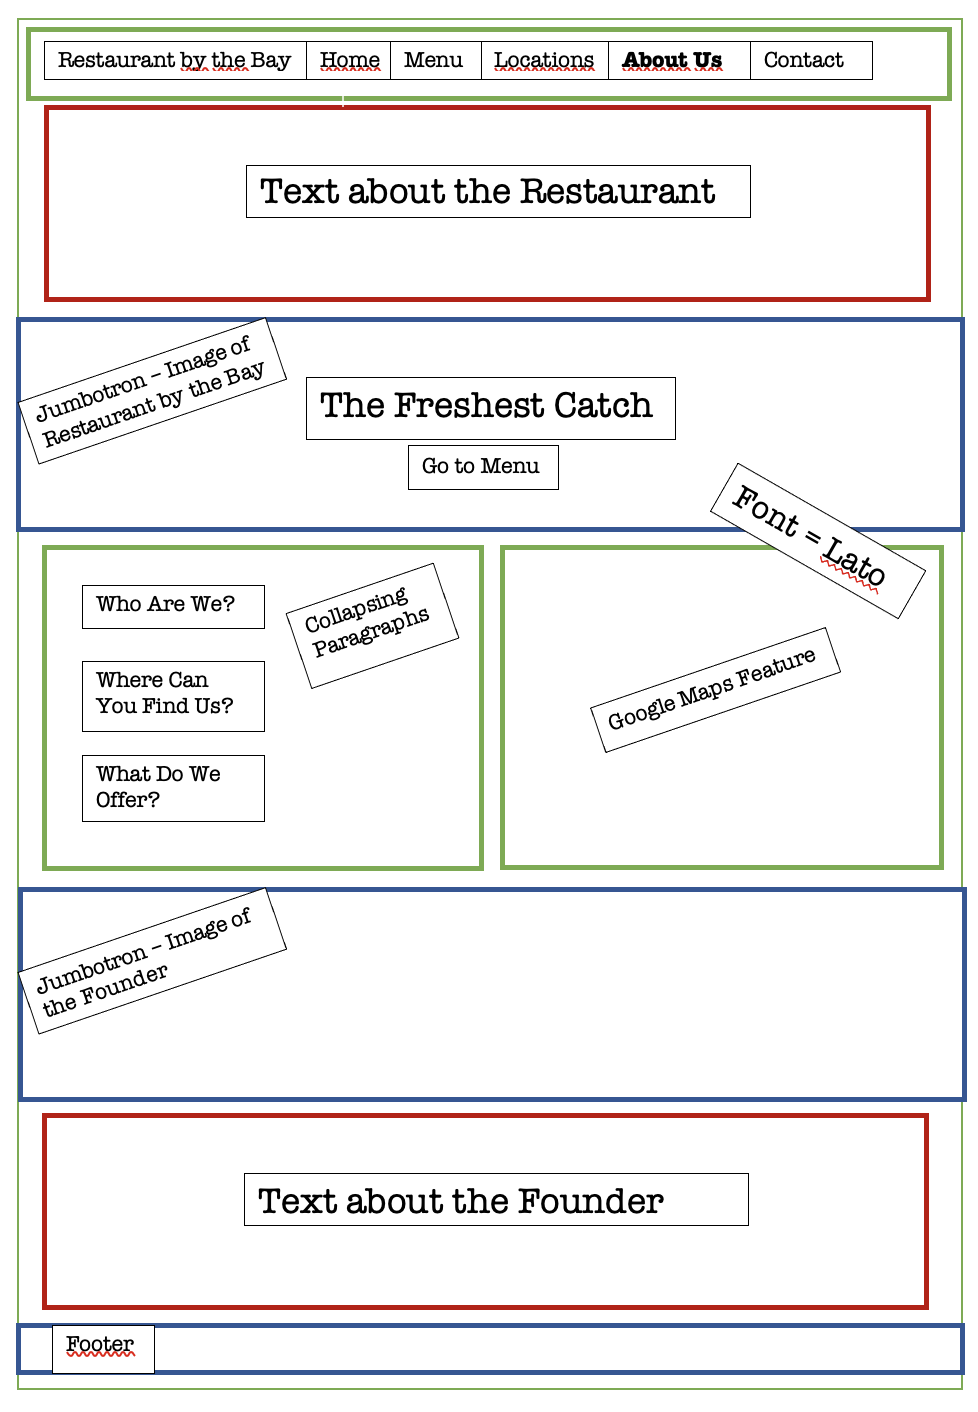 Restaurant by the Bay Home Menu Locations About Us Contact
Text about the Restaurant
Jumbotron – Image of
Restaurant by the Bay
The Freshest Catch
Go to Menu
Font = Lato
Who Are We?
Collapsing
Paragraphs
Where Can
You Find Us?
What Do We
Offer?
Google Maps Feature
Jumbotron – Image of
the Founder
Text about the Founder
Footer